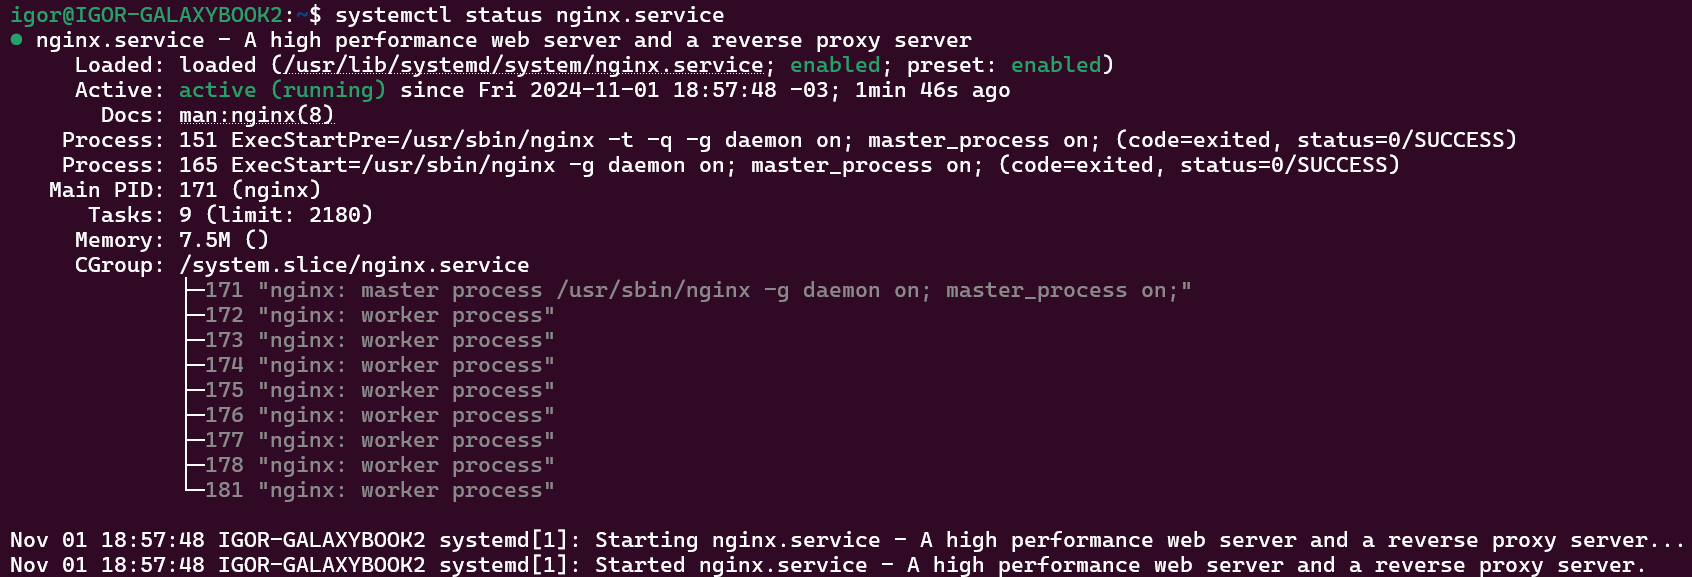 igor@IGOR-GALAXYBOOK2:~$ systemctl status nginx.service
● nginx.service - A high performance web server and a reverse proxy server
     Loaded: loaded (/usr/lib/systemd/system/nginx.service; enabled; preset: enabled)
     Active: active (running) since Fri 2024-11-01 18:57:48 -03; 1min 46s ago
       Docs: man:nginx(8)
    Process: 151 ExecStartPre=/usr/sbin/nginx -t -q -g daemon on; master_process on; (code=exited, status=0/SUCCESS)
    Process: 165 ExecStart=/usr/sbin/nginx -g daemon on; master_process on; (code=exited, status=0/SUCCESS)
   Main PID: 171 (nginx)
      Tasks: 9 (limit: 2180)
     Memory: 7.5M ()
     CGroup: /system.slice/nginx.service
             ├─171 "nginx: master process /usr/sbin/nginx -g daemon on; master_process on;"
             ├─172 "nginx: worker process"
             ├─173 "nginx: worker process"
             ├─174 "nginx: worker process"
             ├─175 "nginx: worker process"
             ├─176 "nginx: worker process"
             ├─177 "nginx: worker process"
             ├─178 "nginx: worker process"
             └─181 "nginx: worker process"

Nov 01 18:57:48 IGOR-GALAXYBOOK2 systemd[1]: Starting nginx.service - A high performance web server and a reverse proxy server...
Nov 01 18:57:48 IGOR-GALAXYBOOK2 systemd[1]: Started nginx.service - A high performance web server and a reverse proxy server.